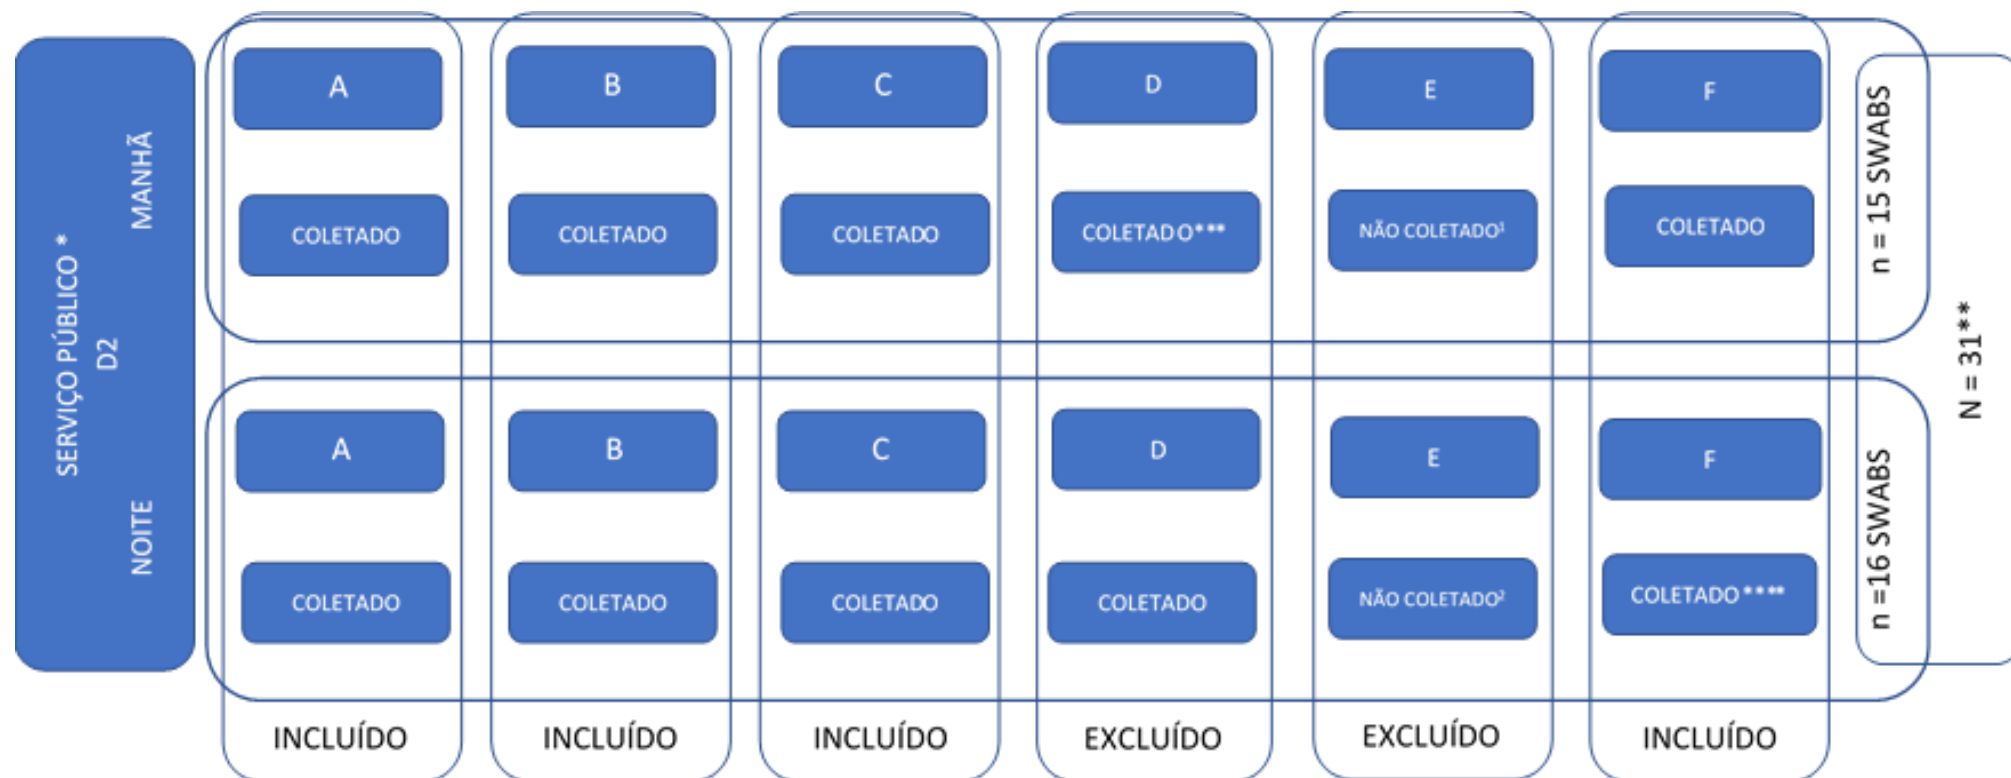 SERVIÇO PÚBLICO *
D2
MANHÃ
NOITE
A
B
C
D
E
F
COLETADO
COLETADO
COLETADO
COLETADO***
NÃO COLETADO¹
COLETADO
n = 15 SWABS
A
B
C
D
E
F
COLETADO
COLETADO
COLETADO
COLETADO
NÃO COLETADO²
COLETADO****
n =16 SWABS
N = 31**
INCLUÍDO
INCLUÍDO
INCLUÍDO
EXCLUÍDO
EXCLUÍDO
INCLUÍDO